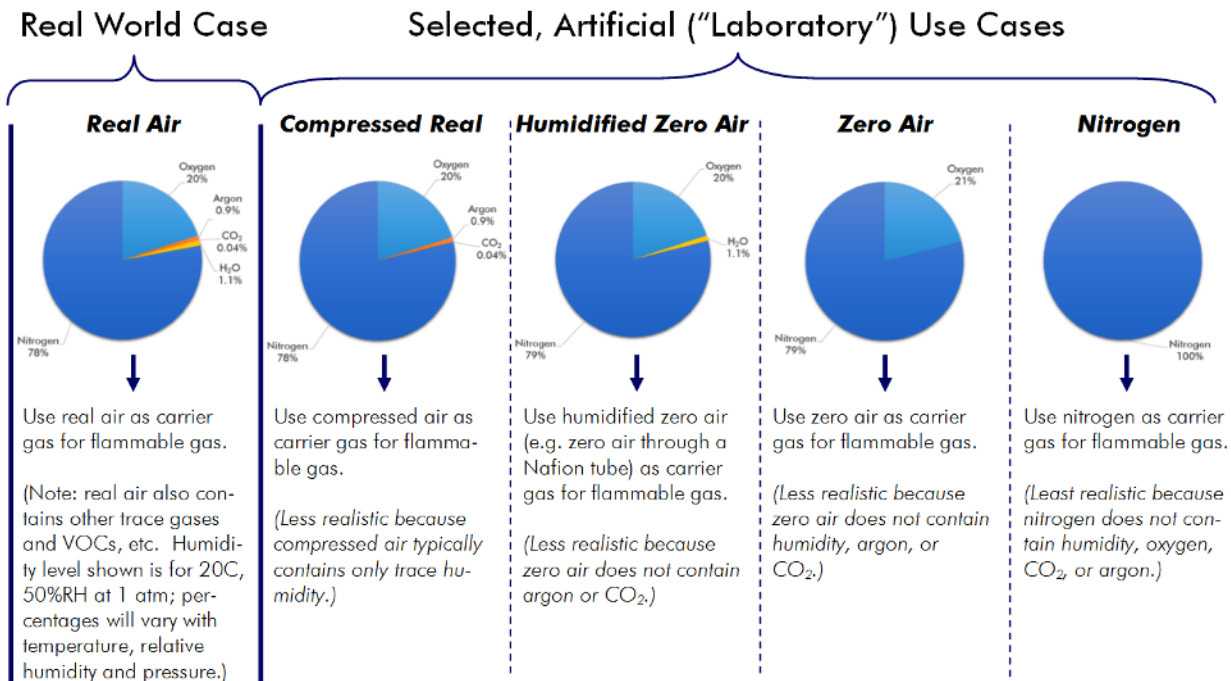 Real World Case
Selected, Artificial (“Laboratory”) Use Cases
Real Air
Oxygen
20%
Argon
0.9%
CO₂
0.04%
H₂O
1.1%
Nitrogen
78%
Use real air as carrier
gas for flammable gas.
(Note: real air also con-
tains other trace gases
and VOCs, etc.  Humidi-
ty level shown is for 20C,
50%RH at 1 atm; per-
centages will vary with
temperature, relative
humidity and pressure.)
Compressed Real
Oxygen
20%
Argon
0.9%
CO₂
0.04%
Nitrogen
78%
Use compressed air as
carrier gas for flamma-
ble gas.
(Less realistic because
compressed air typically
contains only trace hu-
midity.)
Humidified Zero Air
Oxygen
20%
H₂O
1.1%
Nitrogen
79%
Use humidified zero air
(e.g. zero air through a
Nafion tube) as carrier
gas for flammable gas.
(Less realistic because
zero air does not contain
argon or CO₂.)
Zero Air
Oxygen
21%
Nitrogen
79%
Use zero air as carrier
gas for flammable gas.
(Less realistic because
zero air does not contain
humidity, argon, or
CO₂.)
Nitrogen
Nitrogen
100%
Use nitrogen as carrier
gas for flammable gas.
(Least realistic because
nitrogen does not con-
tain humidity, oxygen,
CO₂, or argon.)